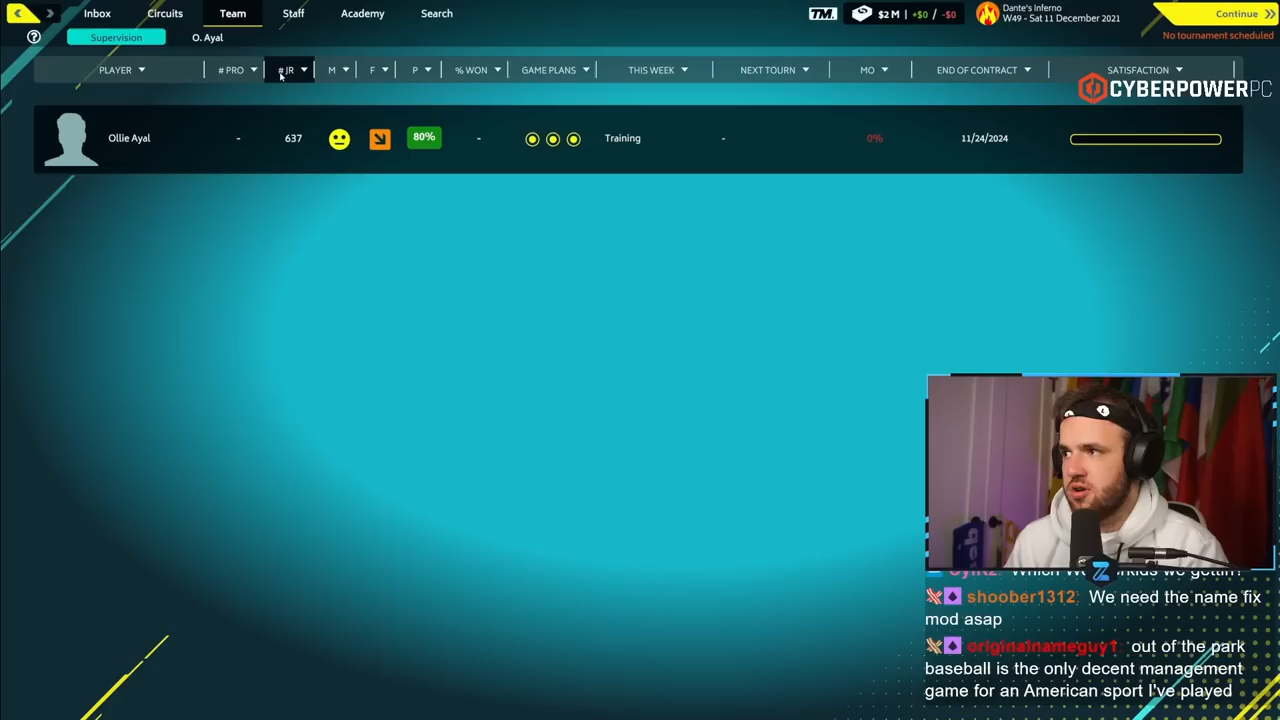 Inbox Circuits Team Staff Academy Search
TM. $2 M | +$0 / -$0
Dante's Inferno
W49 - Sat 11 December 2021
Continue
No tournament scheduled
Supervision O. Ayal
PLAYER # PRO # JR M F P % WON GAME PLANS THIS WEEK NEXT TOURN MO END OF CONTRACT SATISFACTION
CYBERPOWERPC
Ollie Ayal - 637 80% - Training - 0% 11/24/2024
shoober1312: We need the name fix
mod asap
originalnameguy1: out of the park
baseball is the only decent management
game for an American sport I've played